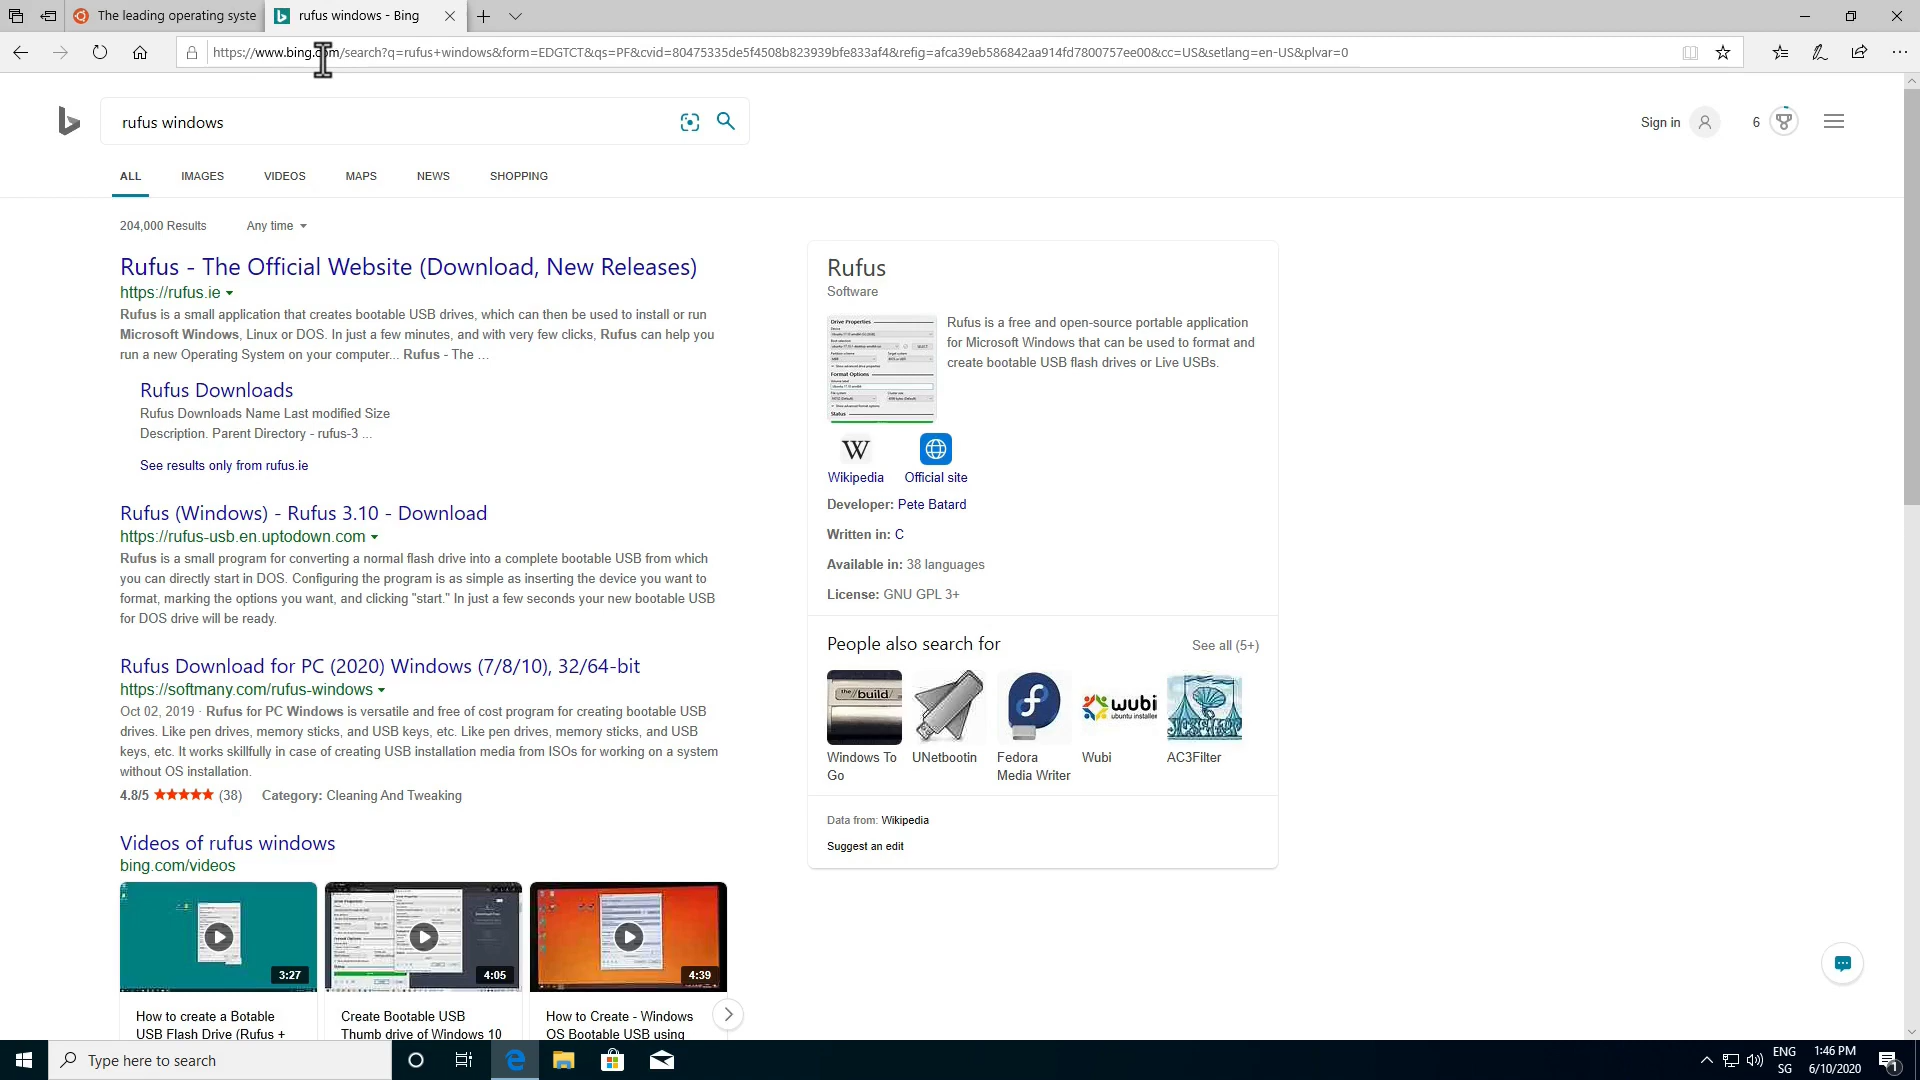 The leading operating syste
rufus windows - Bing
https://www.bing.com/search?q=rufus+windows&form=EDGTCT&qs=PF&cvid=80475335de5f4508b823939bfe833af4&refig=afca39eb586842aa914fd7800757ee00&cc=US&setlang=en-US&plvar=0
rufus windows
Sign in
6
ALL IMAGES VIDEOS MAPS NEWS SHOPPING
204,000 Results Any time
Rufus - The Official Website (Download, New Releases)
https://rufus.ie
Rufus is a small application that creates bootable USB drives, which can then be used to install or run
Microsoft Windows, Linux or DOS. In just a few minutes, and with very few clicks, Rufus can help you
run a new Operating System on your computer... Rufus - The ...
Rufus Downloads
Rufus Downloads Name Last modified Size
Description. Parent Directory - rufus-3 ...
See results only from rufus.ie
Rufus (Windows) - Rufus 3.10 - Download
https://rufus-usb.en.uptodown.com
Rufus is a small program for converting a normal flash drive into a complete bootable USB from which
you can directly start in DOS. Configuring the program is as simple as inserting the device you want to
format, marking the options you want, and clicking "start." In just a few seconds your new bootable USB
for DOS drive will be ready.
Rufus Download for PC (2020) Windows (7/8/10), 32/64-bit
https://softmany.com/rufus-windows
Oct 02, 2019 · Rufus for PC Windows is versatile and free of cost program for creating bootable USB
drives. Like pen drives, memory sticks, and USB keys, etc. Like pen drives, memory sticks, and USB
keys, etc. It works skillfully in case of creating USB installation media from ISOs for working on a system
without OS installation.
4.8/5 (38) Category: Cleaning And Tweaking
Videos of rufus windows
bing.com/videos
3:27
4:05
4:39
How to create a Botable
USB Flash Drive (Rufus +
Create Bootable USB
Thumb drive of Windows 10
How to Create - Windows
OS Bootable USB using
Rufus
Software
Drive Properties
Format Options
Status
Rufus is a free and open-source portable application
for Microsoft Windows that can be used to format and
create bootable USB flash drives or Live USBs.
W
Wikipedia
Official site
Developer: Pete Batard
Written in: C
Available in: 38 languages
License: GNU GPL 3+
People also search for
See all (5+)
the//build/
wubi
ubuntu installer
Windows To
Go
UNetbootin
Fedora
Media Writer
Wubi
AC3Filter
Data from: Wikipedia
Suggest an edit
Type here to search
ENG
SG
1:46 PM
6/10/2020
1